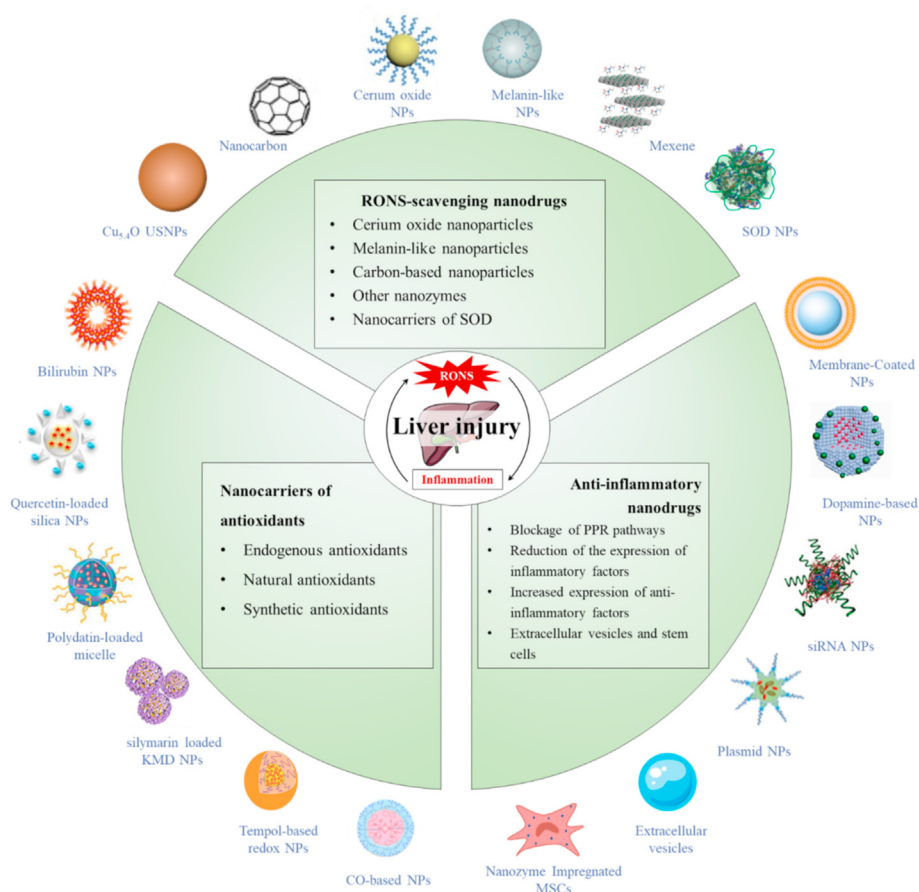 Cerium oxide
NPs
Melanin-like
NPs
Nanocarbon
Mexene
Cu5.4O USNPs
SOD NPs
RONS-scavenging nanodrugs
• Cerium oxide nanoparticles
• Melanin-like nanoparticles
• Carbon-based nanoparticles
• Other nanozymes
• Nanocarriers of SOD
Bilirubin NPs
Membrane-Coated
NPs
RONS
Liver injury
Inflammation
Quercetin-loaded
silica NPs
Dopamine-based
NPs
Nanocarriers of
antioxidants
• Endogenous antioxidants
• Natural antioxidants
• Synthetic antioxidants
Anti-inflammatory
nanodrugs
• Blockage of PPR pathways
• Reduction of the expression of
inflammatory factors
• Increased expression of anti-
inflammatory factors
• Extracellular vesicles and stem
cells
Polydatin-loaded
micelle
siRNA NPs
silymarin loaded
KMD NPs
Plasmid NPs
Tempol-based
redox NPs
Extracellular
vesicles
CO-based NPs
Nanozyme Impregnated
MSCs